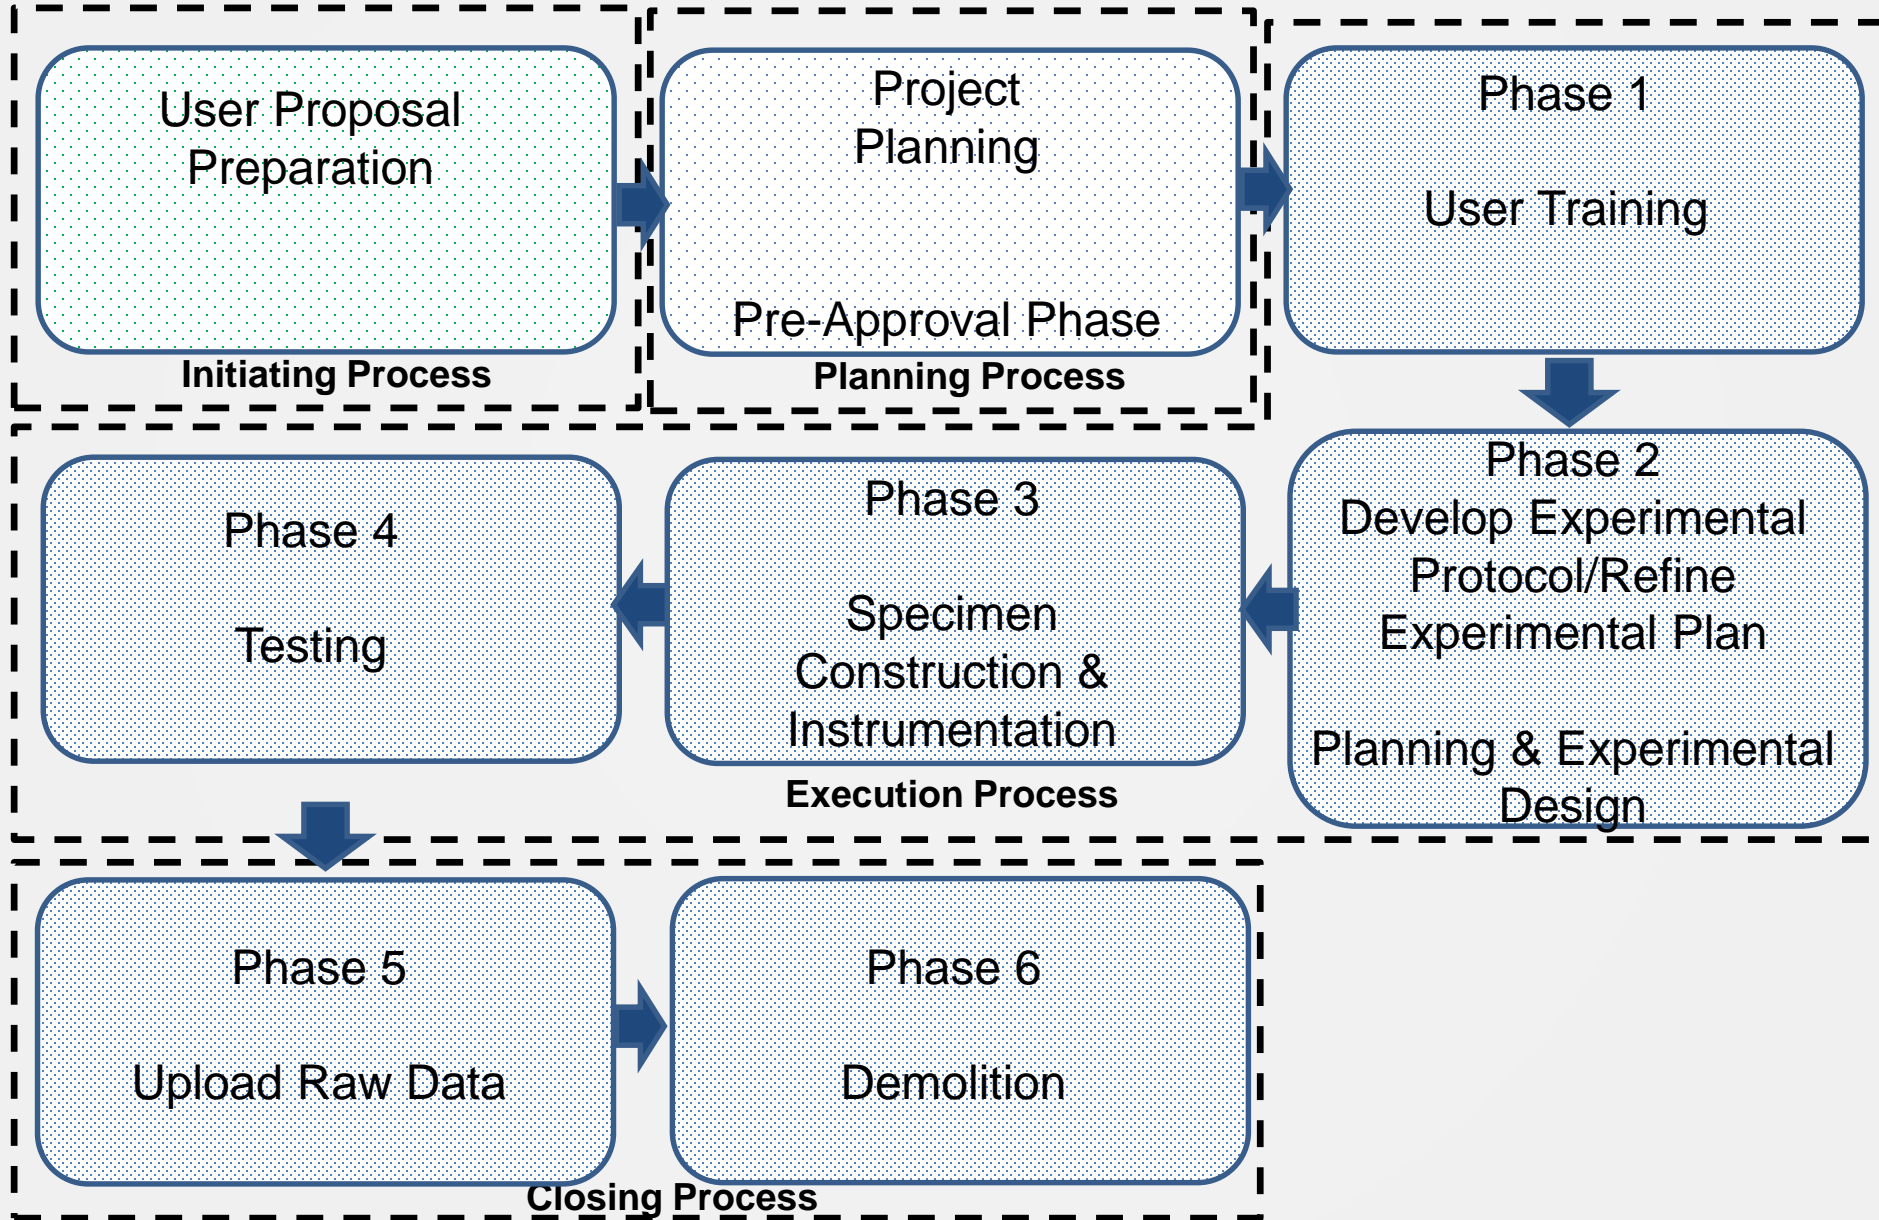 User Proposal
Preparation
Initiating Process
Project
Planning
Pre-Approval Phase
Planning Process
Phase 1
User Training
Phase 2
Develop Experimental
Protocol/Refine
Experimental Plan
Planning & Experimental
Design
Phase 3
Specimen
Construction &
Instrumentation
Phase 4
Testing
Execution Process
Phase 5
Upload Raw Data
Phase 6
Demolition
Closing Process